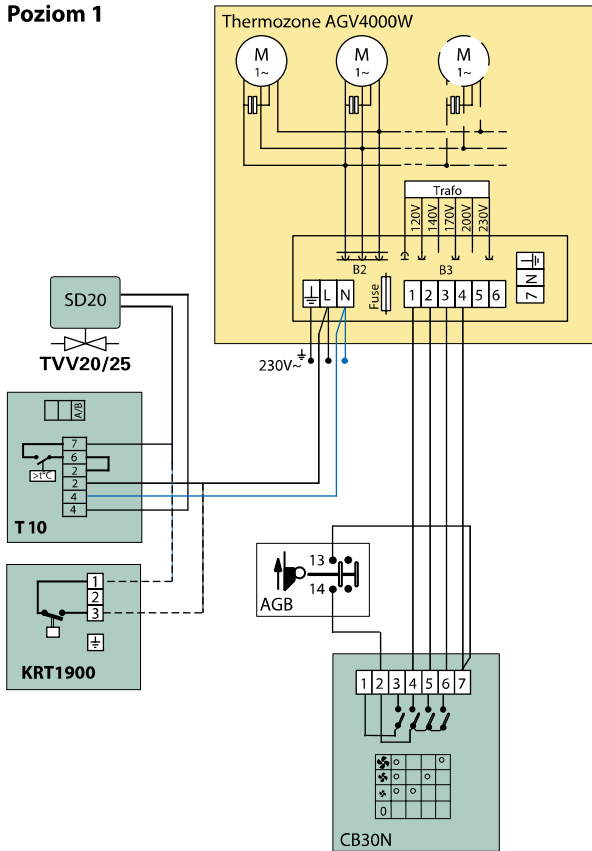 Poziom 1
Thermozone AGV4000W
M
1~
M
1~
M
1~
Trafo
120V
140V
170V
200V
230V
B2
B3
Fuse
L N
1 2 3 4 5 6
7 N
230V~
SD20
TVV20/25
A/B
7
6
2
2
4
4
>t°C
T 10
1
2
3
KRT1900
13
14
AGB
1 2 3 4 5 6 7
0
CB30N